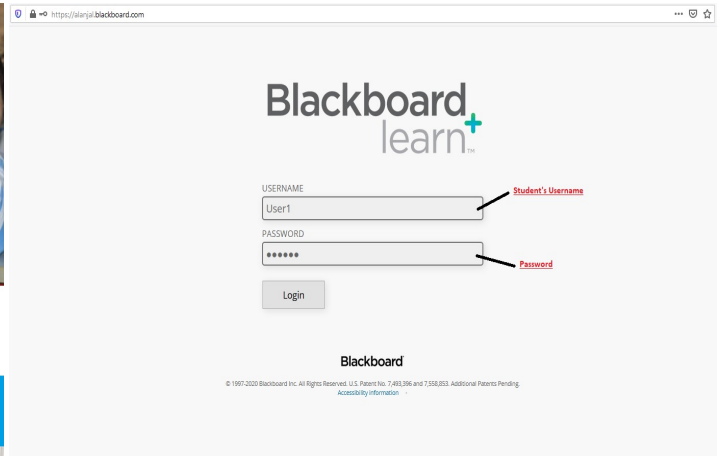 https://alanjal.blackboard.com
Blackboard
learn+™
USERNAME
Student's Username
User1
PASSWORD
••••••
Password
Login
Blackboard
© 1997-2020 Blackboard Inc. All Rights Reserved. U.S. Patent No. 7,493,396 and 7,558,853. Additional Patents Pending.
Accessibility information -